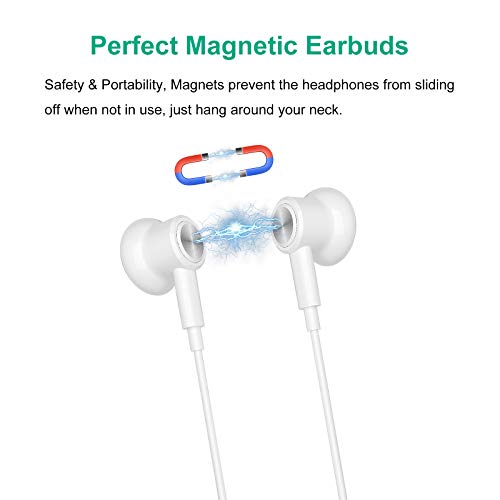 Perfect Magnetic Earbuds
Safety & Portability, Magnets prevent the headphones from sliding
off when not in use, just hang around your neck.